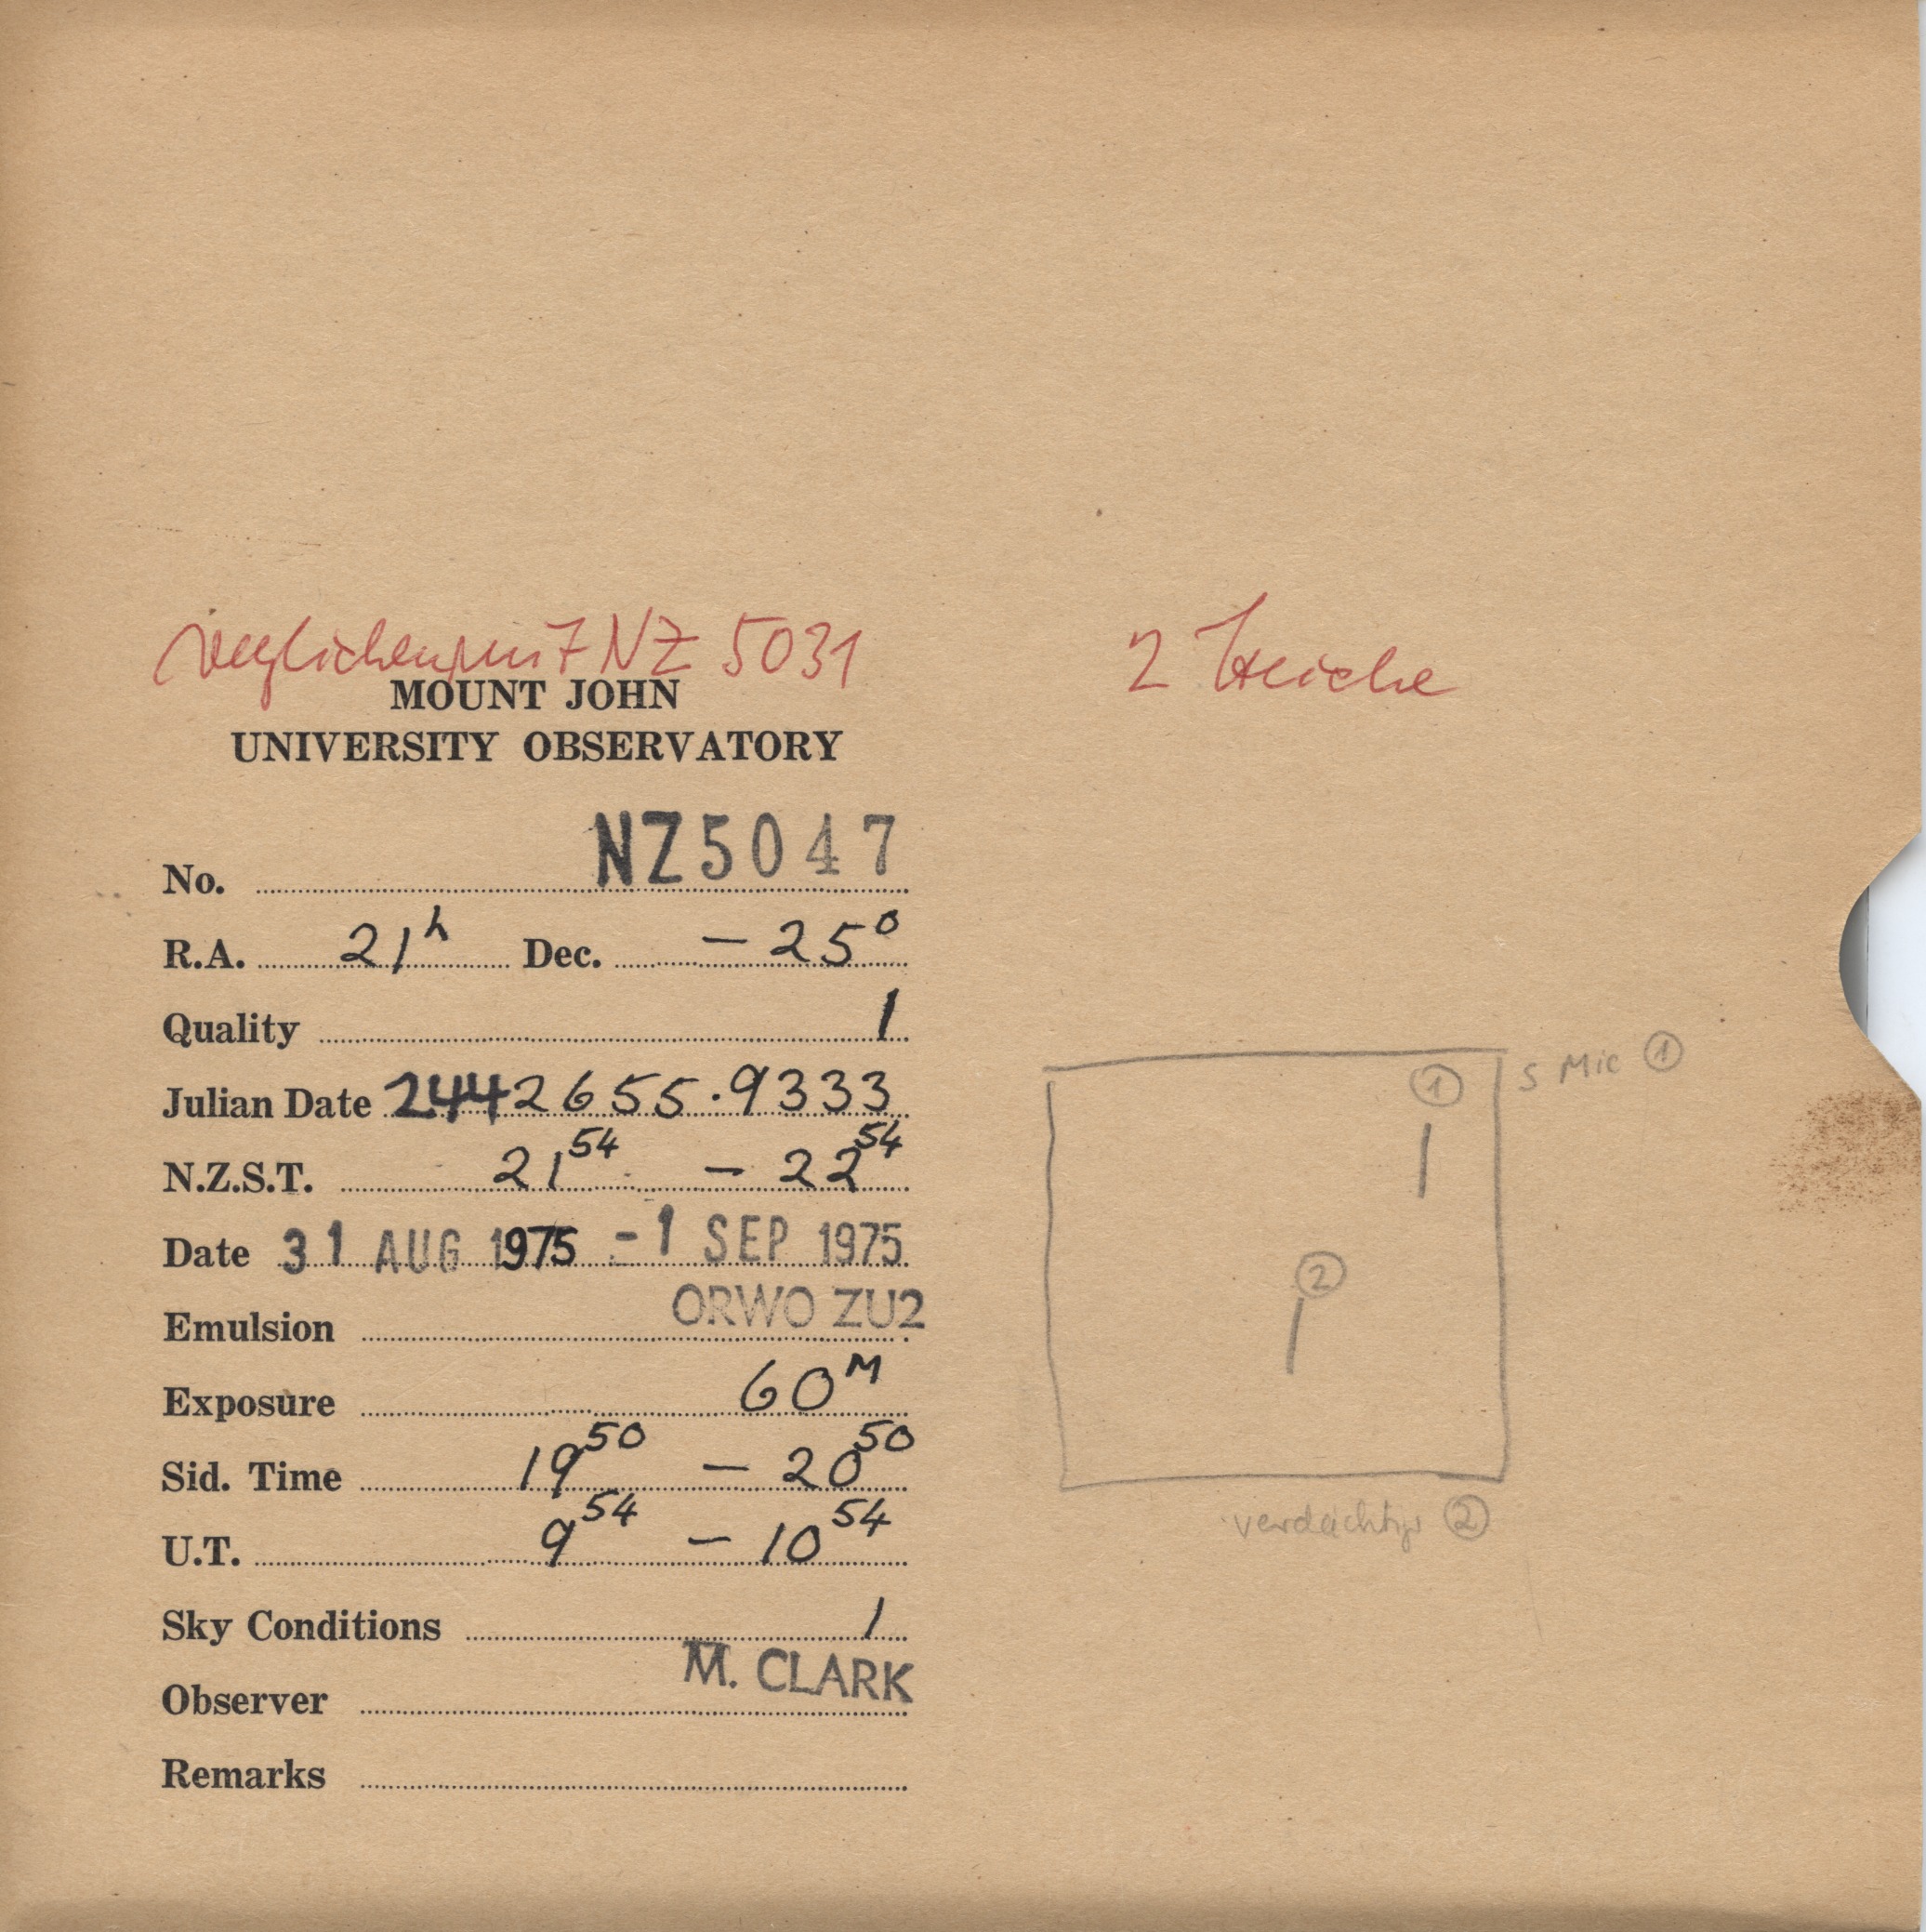 verglichen mit NZ 5031
2 Striche
MOUNT JOHN
UNIVERSITY OBSERVATORY
No. NZ5047
R.A. 21h Dec. - 25°
Quality 1
Julian Date 2442655.9333
N.Z.S.T. 21 54 - 22 54
Date 31 AUG 1975 - 1 SEP 1975
Emulsion ORWO ZU2
Exposure 60M
Sid. Time 19 50 - 20 50
U.T. 9 54 - 10 54
Sky Conditions 1
Observer M. CLARK
Remarks
S Mic ①
①
②
verdächtig ②